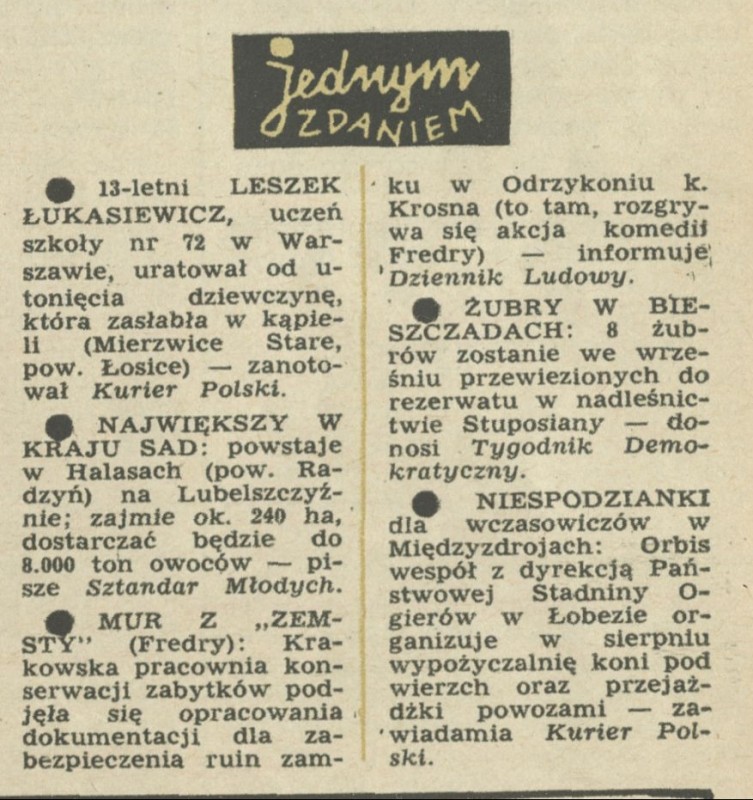 jednym
ZDANIEM
● 13-letni LESZEK
ŁUKASIEWICZ, uczeń
szkoły nr 72 w War-
szawie, uratował od u-
tonięcia dziewczynę,
która zasłabła w kąpie-
li (Mierzwice Stare,
pow. Łosice) — zanoto-
wał Kurier Polski.
● NAJWIĘKSZY W
KRAJU SAD: powstaje
w Halasach (pow. Ra-
dzyń) na Lubelszczyź-
nie; zajmie ok. 240 ha,
dostarczać będzie do
8.000 ton owoców — pi-
sze Sztandar Młodych.
● MUR Z „ZEM-
STY" (Fredry): Kra-
kowska pracownia kon-
serwacji zabytków pod-
jęła się opracowania
dokumentacji dla za-
bezpieczenia ruin zam-
ku w Odrzykoniu k.
Krosna (to tam, rozgry-
wa się akcja komedii
Fredry) — informuje
Dziennik Ludowy.
● ŻUBRY W BIE-
SZCZADACH: 8 żub-
rów zostanie we wrze-
śniu przewiezionych do
rezerwatu w nadleśnic-
twie Stuposiany — do-
nosi Tygodnik Demo-
kratyczny.
● NIESPODZIANKI
dla wczasowiczów w
Międzyzdrojach: Orbis
wespół z dyrekcją Pań-
stwowej Stadniny O-
gierów w Łobezie or-
ganizuje w sierpniu
wypożyczalnię koni pod
wierzch oraz przejaż-
dżki powozami — za-
wiadamia Kurier Pol-
ski.